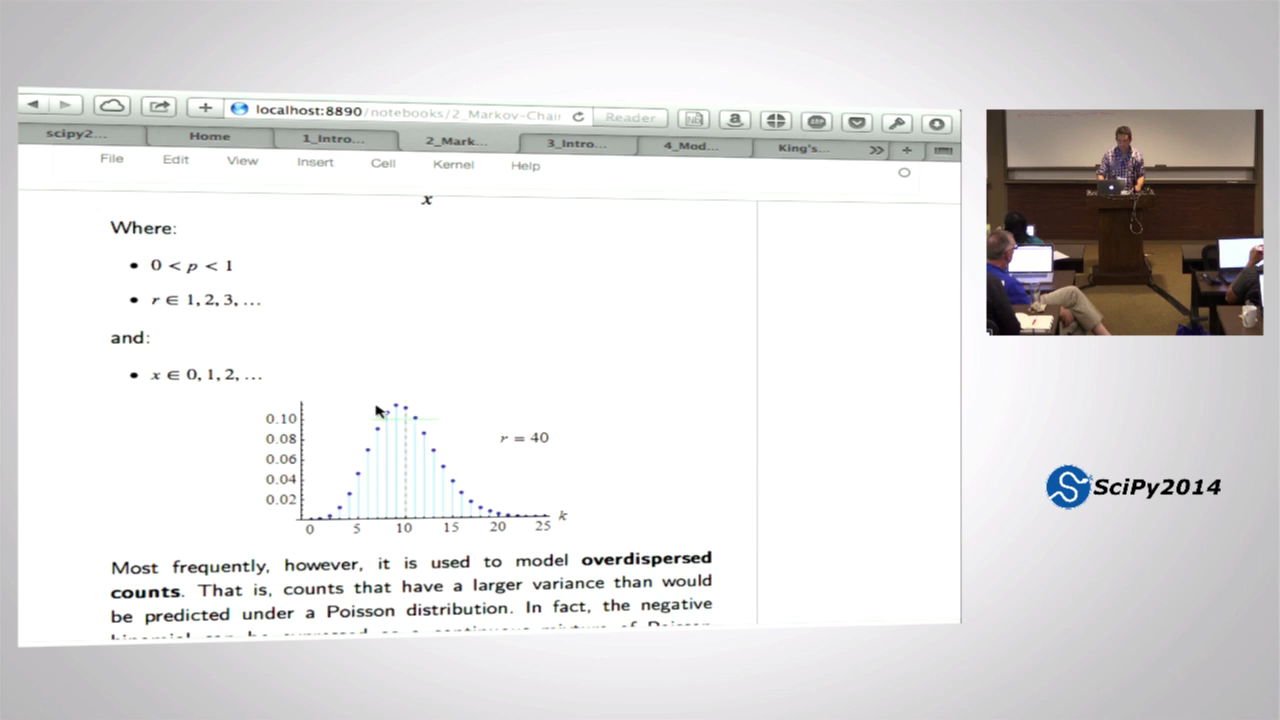 localhost:8890/notebooks/2_Markov-Chai
Reader
scipy2...
Home
1_Intro...
2_Mark...
3_Intro...
4_Mod...
King's...
>>
+
File Edit View Insert Cell Kernel Help
x
Where:
• 0 < p < 1
• r ∈ 1, 2, 3, …
and:
• x ∈ 0, 1, 2, …
0.10
0.08
0.06
0.04
0.02
r = 40
0 5 10 15 20 25 k
Most frequently, however, it is used to model overdispersed
counts. That is, counts that have a larger variance than would
be predicted under a Poisson distribution. In fact, the negative
SciPy2014